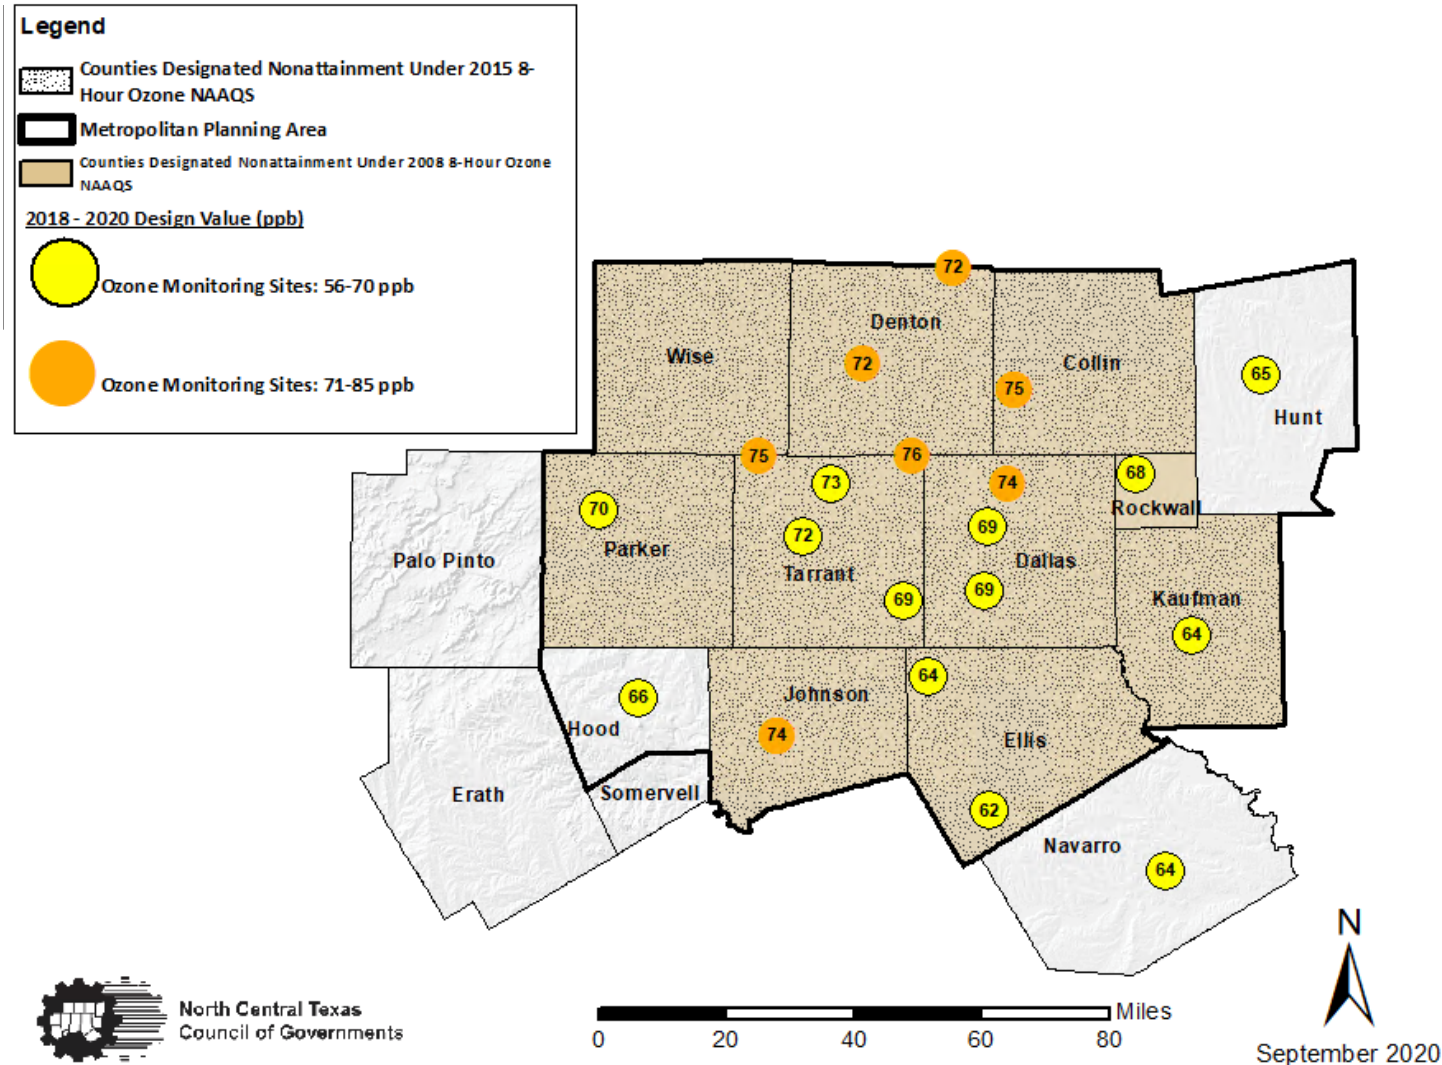 Legend
Counties Designated Nonattainment Under 2015 8-
Hour Ozone NAAQS
Metropolitan Planning Area
Counties Designated Nonattainment Under 2008 8-Hour Ozone
NAAQS
2018 - 2020 Design Value (ppb)
Ozone Monitoring Sites: 56-70 ppb
Ozone Monitoring Sites: 71-85 ppb
72
Denton
Wise
72
Collin
75
65
Hunt
75
76
73
74
68
70
Rockwall
72
69
Parker
Palo Pinto
Tarrant
Dallas
69
69
Kaufman
64
64
66
Johnson
Hood
74
Ellis
Erath
Somervell
62
Navarro
64
N
North Central Texas
Council of Governments
Miles
0 20 40 60 80
September 2020